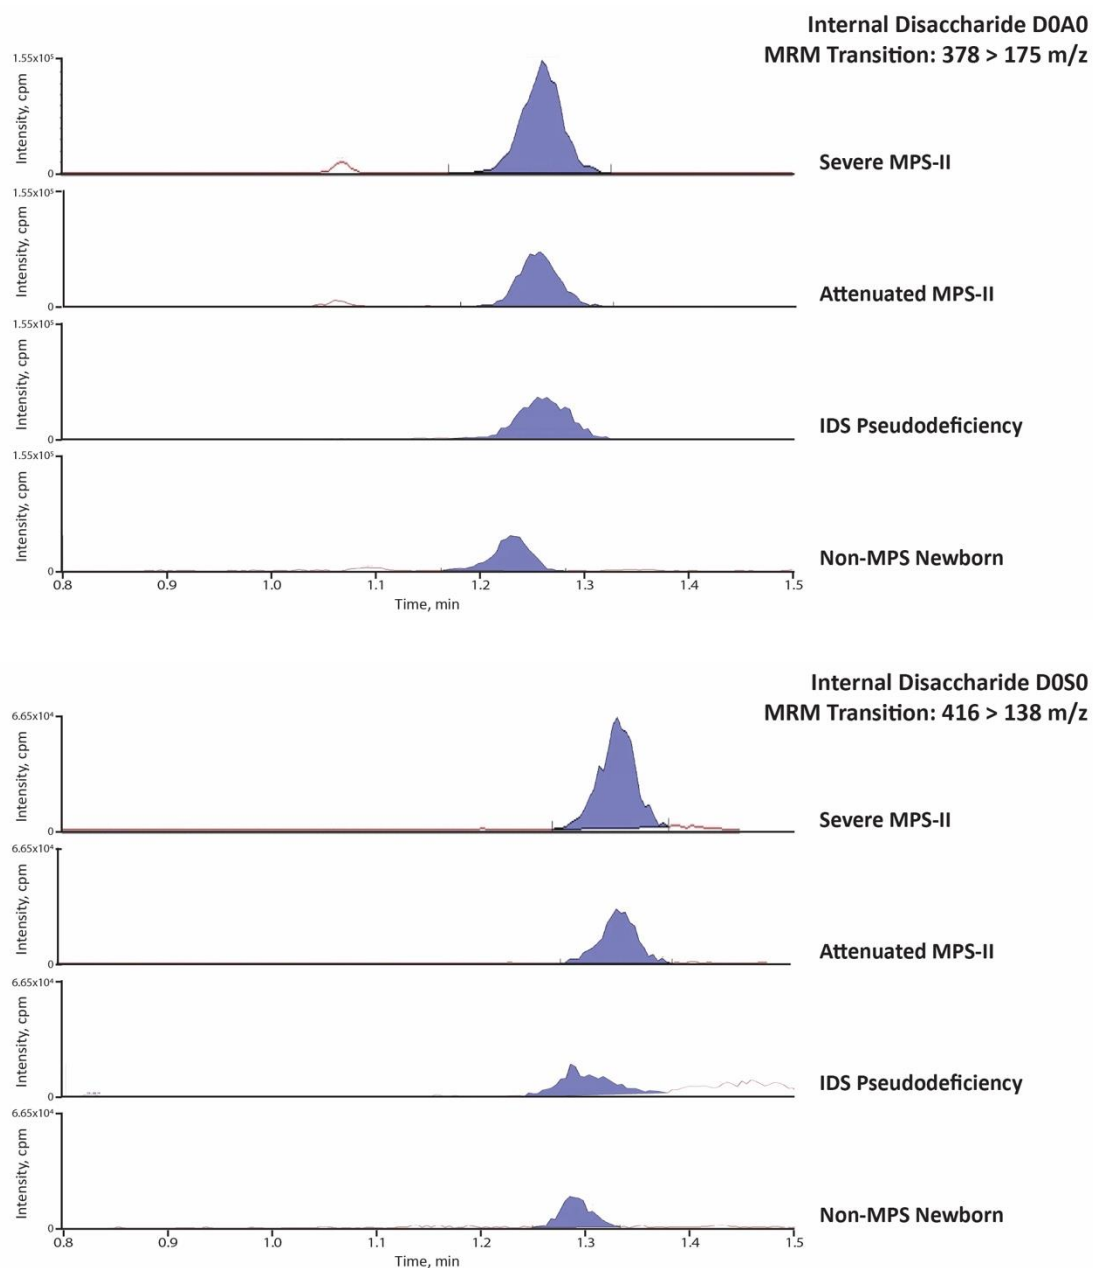 Internal Disaccharide D0A0
MRM Transition: 378 > 175 m/z
1.55x10⁵
Intensity, cpm
0
Severe MPS-II
1.55x10⁵
Intensity, cpm
0
Attenuated MPS-II
1.55x10⁵
Intensity, cpm
0
IDS Pseudodeficiency
1.55x10⁵
Intensity, cpm
0
Non-MPS Newborn
0.8 0.9 1.0 1.1 1.2 1.3 1.4 1.5
Time, min
Internal Disaccharide D0S0
MRM Transition: 416 > 138 m/z
6.65x10⁴
Intensity, cpm
0
Severe MPS-II
6.65x10⁴
Intensity, cpm
0
Attenuated MPS-II
6.65x10⁴
Intensity, cpm
0
IDS Pseudodeficiency
6.65x10⁴
Intensity, cpm
0
Non-MPS Newborn
0.8 0.9 1.0 1.1 1.2 1.3 1.4 1.5
Time, min